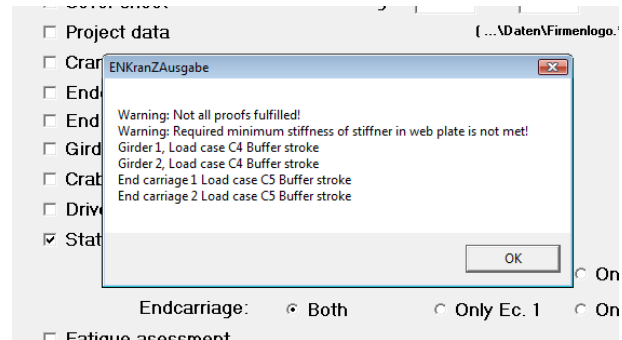 Project data
( ...\Daten\Firmenlogo.*
Cran
ENKranZAusgabe
Ende
Warning: Not all proofs fulfilled!
End
Warning: Required minimum stiffness of stiffner in web plate is not met!
Gird
Girder 1, Load case C4 Buffer stroke
Girder 2, Load case C4 Buffer stroke
Crab
End carriage 1 Load case C5 Buffer stroke
End carriage 2 Load case C5 Buffer stroke
Drive
Stat
OK
On
Endcarriage: Both Only Ec. 1 On
Fatigue asessment